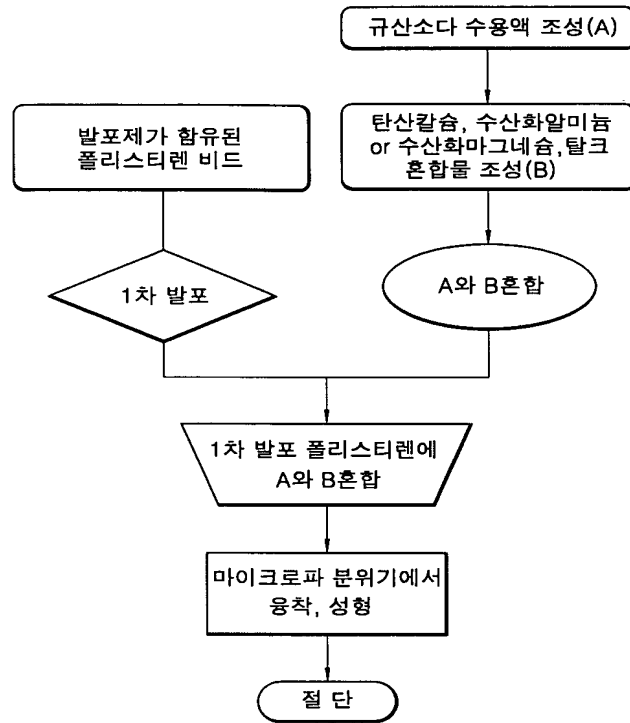 규산소다 수용액 조성(A)
발포제가 함유된
폴리스티렌 비드
탄산칼슘, 수산화알미늄
or 수산화마그네슘,탈크
혼합물 조성(B)
1차 발포
A와 B혼합
1차 발포 폴리스티렌에
A와 B혼합
마이크로파 분위기에서
융착, 성형
절 단